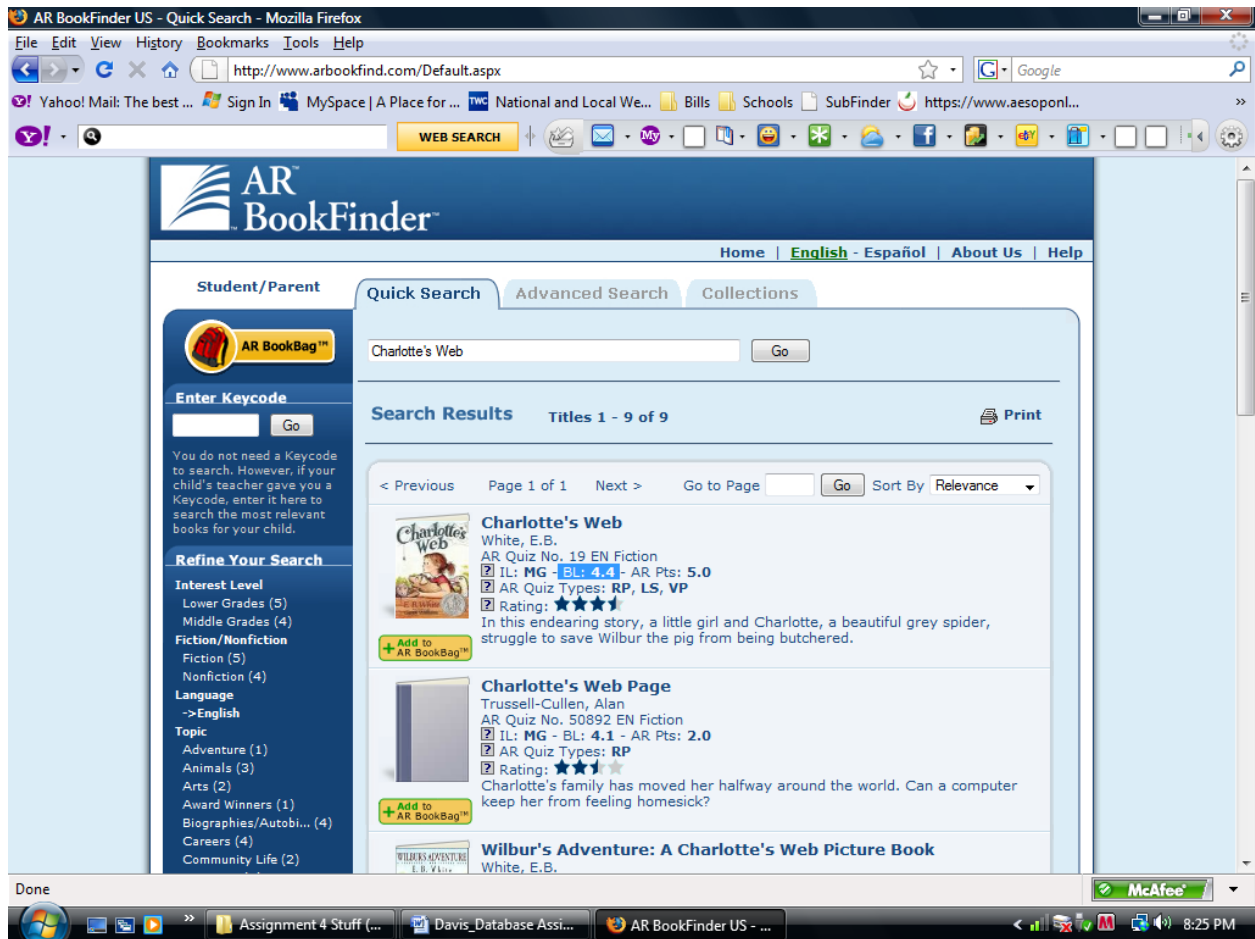 AR BookFinder US - Quick Search - Mozilla Firefox
File Edit View History Bookmarks Tools Help
http://www.arbookfind.com/Default.aspx
Google
Yahoo! Mail: The best ... Sign In MySpace | A Place for ... National and Local We... Bills Schools SubFinder https://www.aesoponl... »
WEB SEARCH
AR™
BookFinder™
Home | English - Español | About Us | Help
Student/Parent
Quick Search Advanced Search Collections
AR BookBag™
Charlotte's Web Go
Enter Keycode
Go
You do not need a Keycode
to search. However, if your
child's teacher gave you a
Keycode, enter it here to
search the most relevant
books for your child.
Refine Your Search
Interest Level
Lower Grades (5)
Middle Grades (4)
Fiction/Nonfiction
Fiction (5)
Nonfiction (4)
Language
->English
Topic
Adventure (1)
Animals (3)
Arts (2)
Award Winners (1)
Biographies/Autobi... (4)
Careers (4)
Community Life (2)
Search Results Titles 1 - 9 of 9 Print
< Previous Page 1 of 1 Next > Go to Page Go Sort By Relevance
Charlotte's
Web
Charlotte's Web
White, E.B.
AR Quiz No. 19 EN Fiction
? IL: MG - BL: 4.4 - AR Pts: 5.0
? AR Quiz Types: RP, LS, VP
? Rating:
In this endearing story, a little girl and Charlotte, a beautiful grey spider,
struggle to save Wilbur the pig from being butchered.
+ Add to
AR BookBag™
Charlotte's Web Page
Trussell-Cullen, Alan
AR Quiz No. 50892 EN Fiction
? IL: MG - BL: 4.1 - AR Pts: 2.0
? AR Quiz Types: RP
? Rating:
Charlotte's family has moved her halfway around the world. Can a computer
keep her from feeling homesick?
+ Add to
AR BookBag™
WILBUR'S ADVENTURE
Wilbur's Adventure: A Charlotte's Web Picture Book
White, E.B.
Done
McAfee
» Assignment 4 Stuff (... Davis_Database Assi... AR BookFinder US - ... 8:25 PM